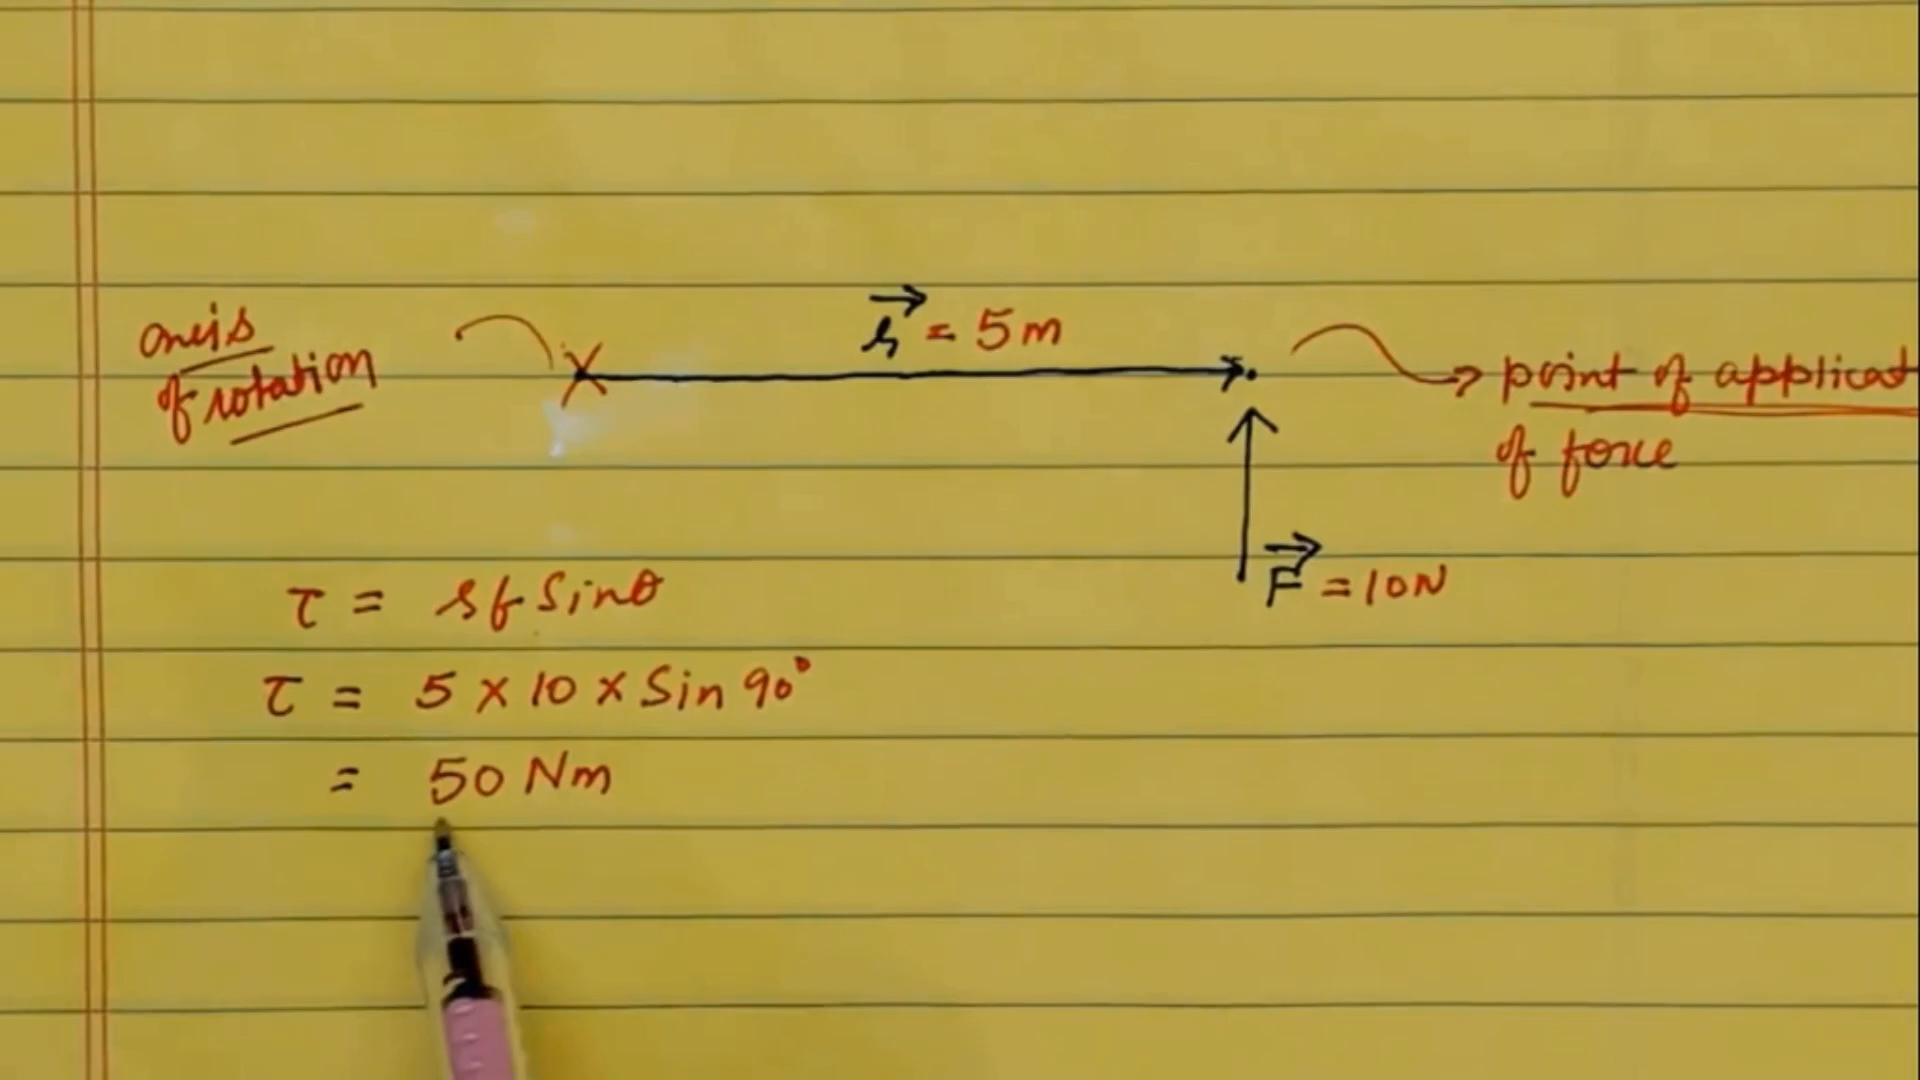 axis
of rotation
r = 5m
point of applicat
of force
F = 10N
τ = rf sinθ
τ = 5 × 10 × Sin 90°
= 50 Nm